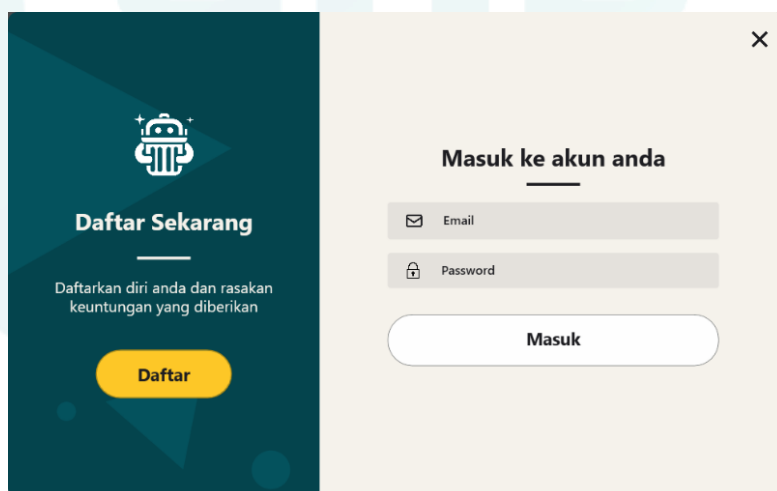 Daftar Sekarang
Daftarkan diri anda dan rasakan
keuntungan yang diberikan
Daftar
Masuk ke akun anda
Email
Password
Masuk